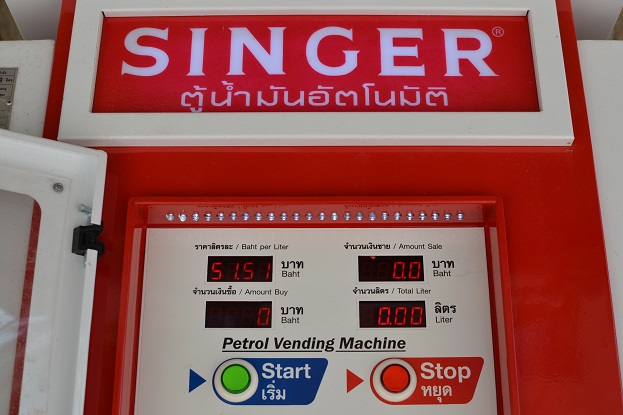 SINGER®
ตู้น้ำมันอัตโนมัติ
ราคาลิตรละ / Baht per Liter
จำนวนเงินขาย / Amount Sale
51.51 บาท
Baht
0.0 บาท
Baht
จำนวนเงินซื้อ / Amount Buy
จำนวนลิตร / Total Liter
0 บาท
Baht
0.00 ลิตร
Liter
Petrol Vending Machine
Start
เริ่ม
Stop
หยุด